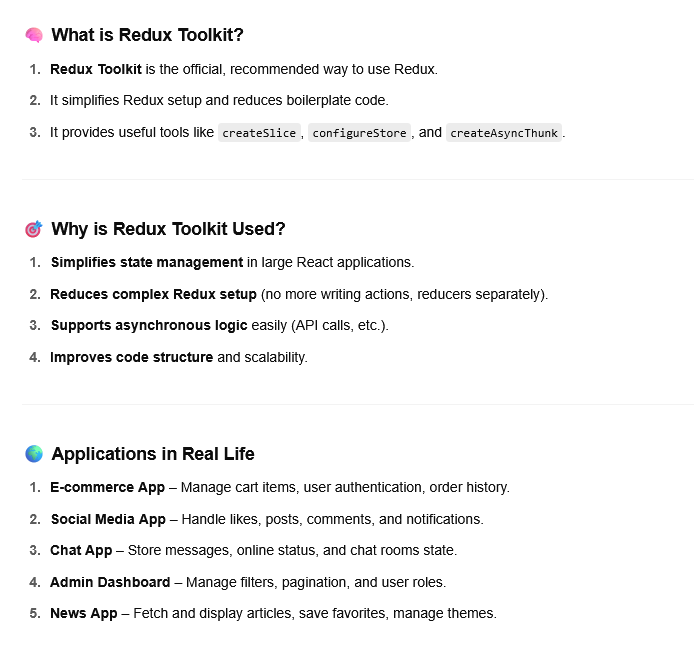 🧠 What is Redux Toolkit?
1. Redux Toolkit is the official, recommended way to use Redux.
2. It simplifies Redux setup and reduces boilerplate code.
3. It provides useful tools like createSlice, configureStore, and createAsyncThunk.
🎯 Why is Redux Toolkit Used?
1. Simplifies state management in large React applications.
2. Reduces complex Redux setup (no more writing actions, reducers separately).
3. Supports asynchronous logic easily (API calls, etc.).
4. Improves code structure and scalability.
🌍 Applications in Real Life
1. E-commerce App – Manage cart items, user authentication, order history.
2. Social Media App – Handle likes, posts, comments, and notifications.
3. Chat App – Store messages, online status, and chat rooms state.
4. Admin Dashboard – Manage filters, pagination, and user roles.
5. News App – Fetch and display articles, save favorites, manage themes.